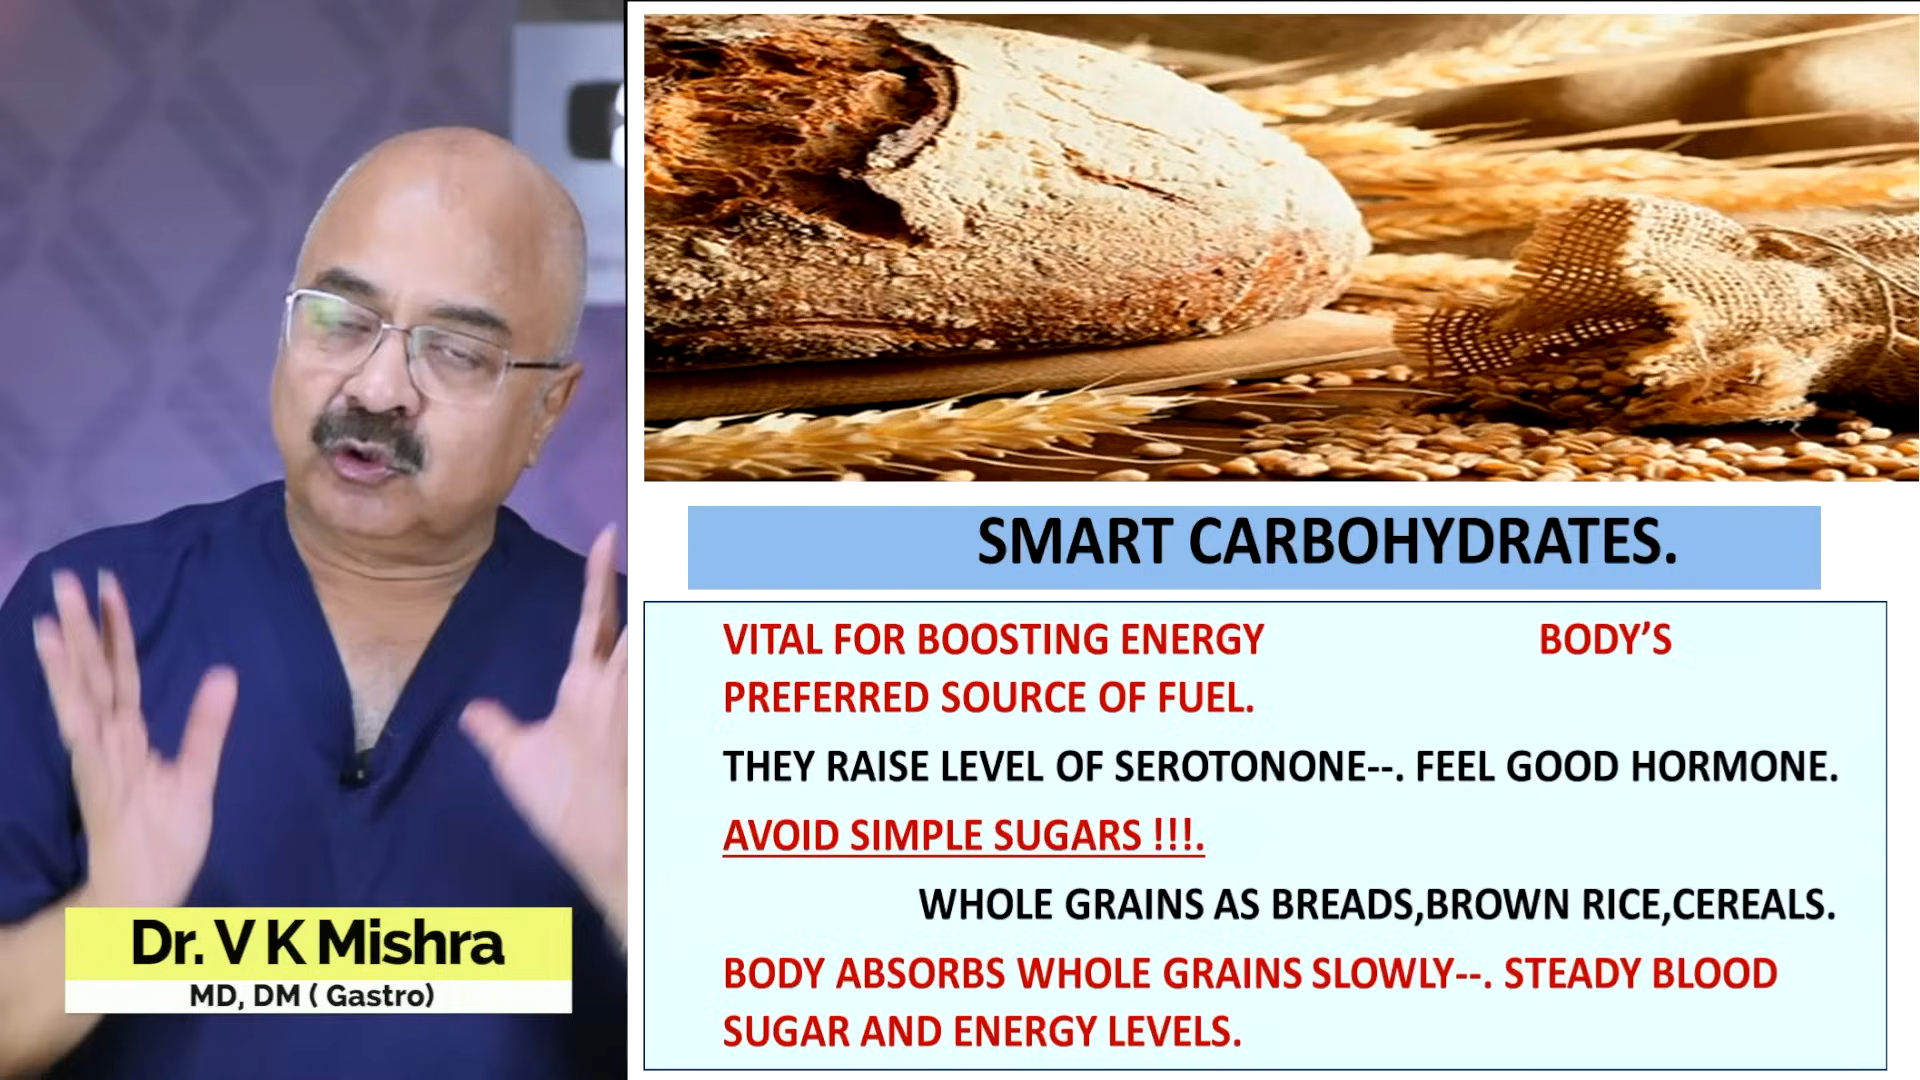 SMART CARBOHYDRATES.
VITAL FOR BOOSTING ENERGY BODY’S
PREFERRED SOURCE OF FUEL.
THEY RAISE LEVEL OF SEROTONONE--. FEEL GOOD HORMONE.
AVOID SIMPLE SUGARS !!!.
WHOLE GRAINS AS BREADS,BROWN RICE,CEREALS.
BODY ABSORBS WHOLE GRAINS SLOWLY--. STEADY BLOOD
SUGAR AND ENERGY LEVELS.
Dr. V K Mishra
MD, DM ( Gastro)